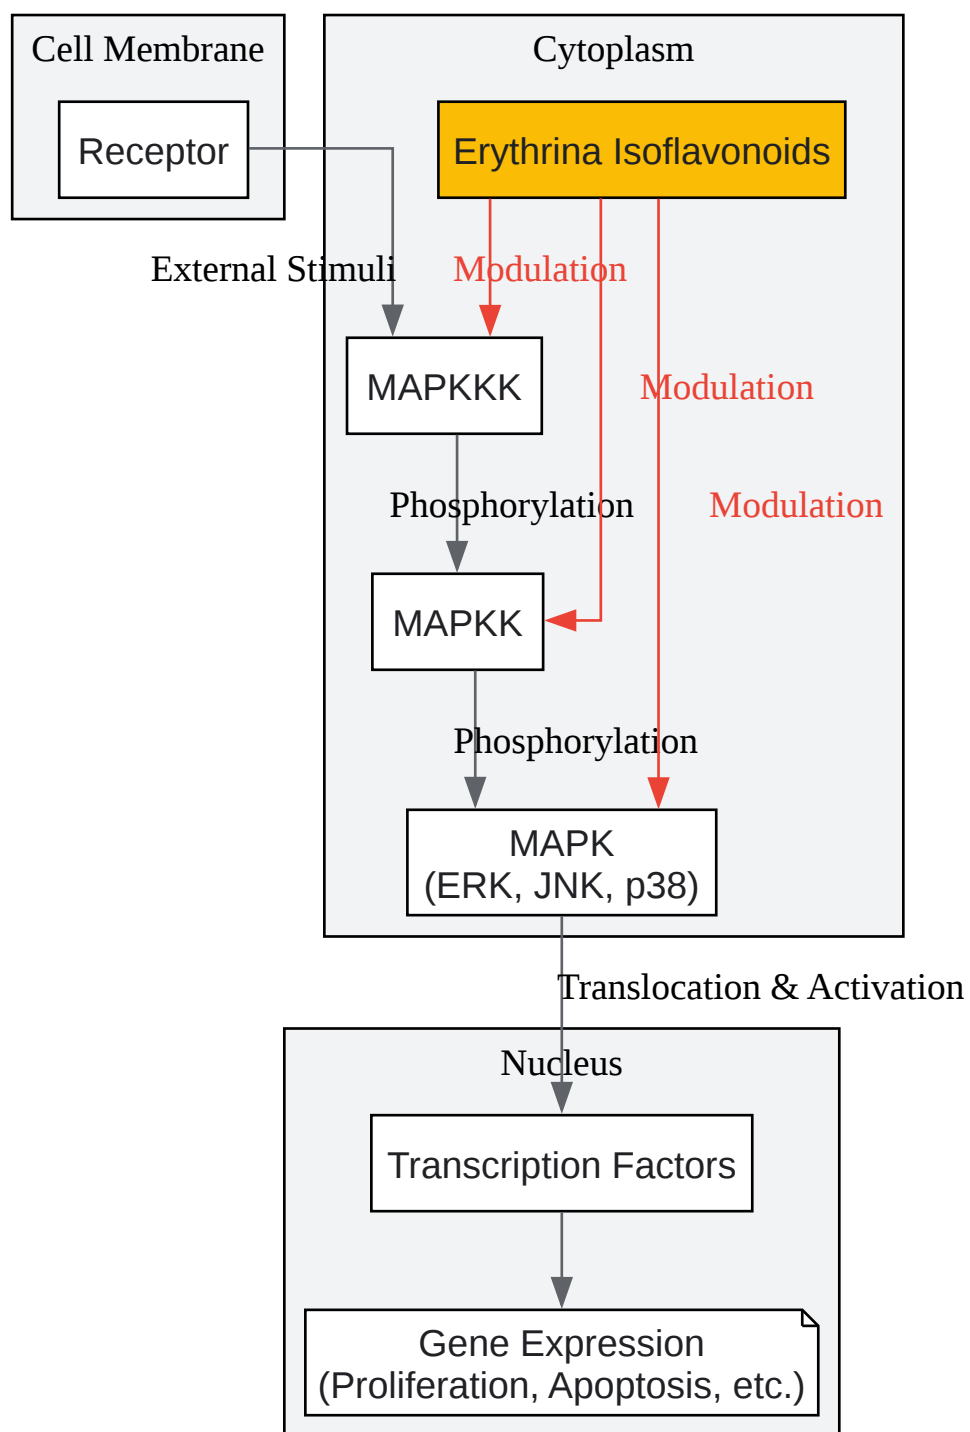 Cell Membrane
Cytoplasm
Receptor
Erythrina Isoflavonoids
External Stimuli
Modulation
MAPKKK
Modulation
Phosphorylation
Modulation
MAPKK
Phosphorylation
MAPK
(ERK, JNK, p38)
Translocation & Activation
Nucleus
Transcription Factors
Gene Expression
(Proliferation, Apoptosis, etc.)